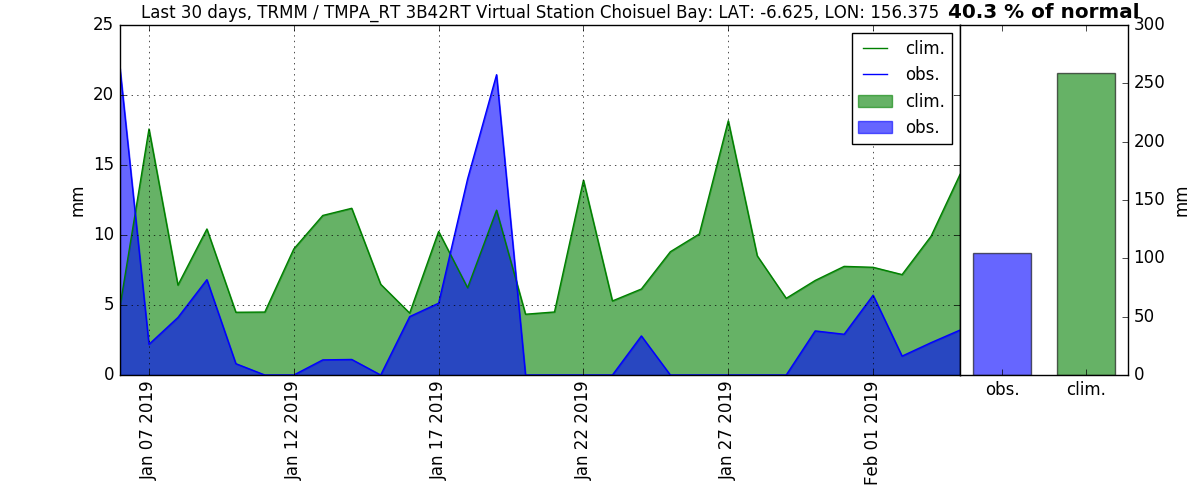 Last 30 days, TRMM / TMPA_RT 3B42RT Virtual Station Choisuel Bay: LAT: -6.625, LON: 156.375 40.3 % of normal
25
20
15
10
5
0
mm
clim.
obs.
clim.
obs.
300
250
200
150
100
50
0
mm
Jan 07 2019
Jan 12 2019
Jan 17 2019
Jan 22 2019
Jan 27 2019
Feb 01 2019
obs.
clim.